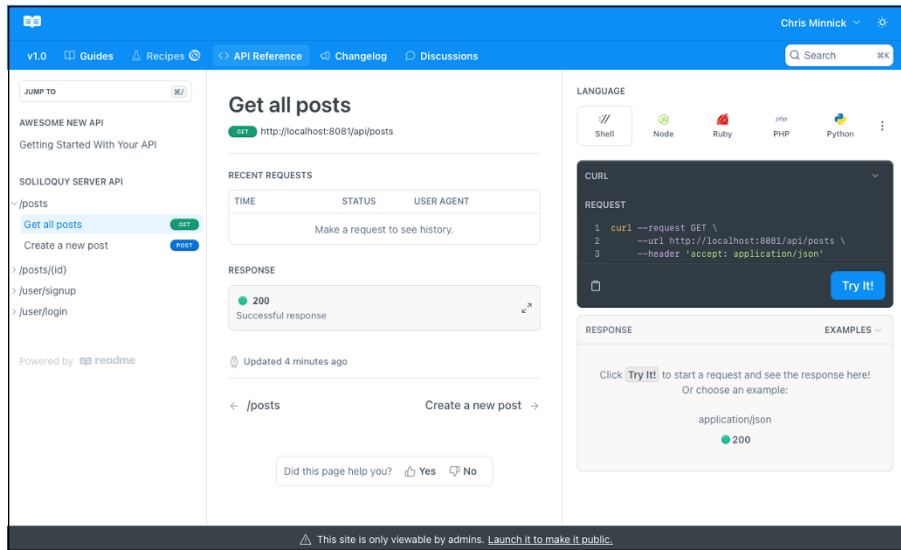 Chris Minnick
v1.0 Guides Recipes API Reference Changelog Discussions Search ⌘K
JUMP TO ⌘/
AWESOME NEW API
Getting Started With Your API
SOLILOQUY SERVER API
/posts
Get all posts GET
Create a new post POST
/posts/{id}
/user/signup
/user/login
Powered by readme
Get all posts
GET http://localhost:8081/api/posts
RECENT REQUESTS
TIME STATUS USER AGENT
Make a request to see history.
RESPONSE
200
Successful response
Updated 4 minutes ago
← /posts Create a new post →
Did this page help you? Yes No
LANGUAGE
://
Shell Node Ruby php PHP Python
CURL
REQUEST
1 curl --request GET \
2 --url http://localhost:8081/api/posts \
3 --header 'accept: application/json'
Try It!
RESPONSE EXAMPLES
Click Try It! to start a request and see the response here!
Or choose an example:
application/json
200
This site is only viewable by admins. Launch it to make it public.